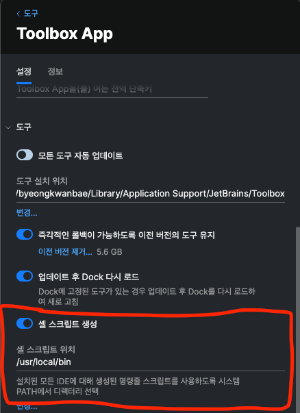 도구
Toolbox App
설정 정보
Toolbox App을(를) 여는 전역 단축키
도구
모든 도구 자동 업데이트
도구 설치 위치
/byeongkwanbae/Library/Application Support/JetBrains/Toolbox
변경...
즉각적인 롤백이 가능하도록 이전 버전의 도구 유지
이전 버전 제거... 5.6 GB
업데이트 후 Dock 다시 로드
Dock에 고정된 도구가 있는 경우 업데이트 후 Dock를 다시 로드하
여 새로 고침
셸 스크립트 생성
셸 스크립트 위치
/usr/local/bin
설치된 모든 IDE에 대해 생성된 명령줄 스크립트를 사용하도록 시스템
PATH에서 디렉터리 선택